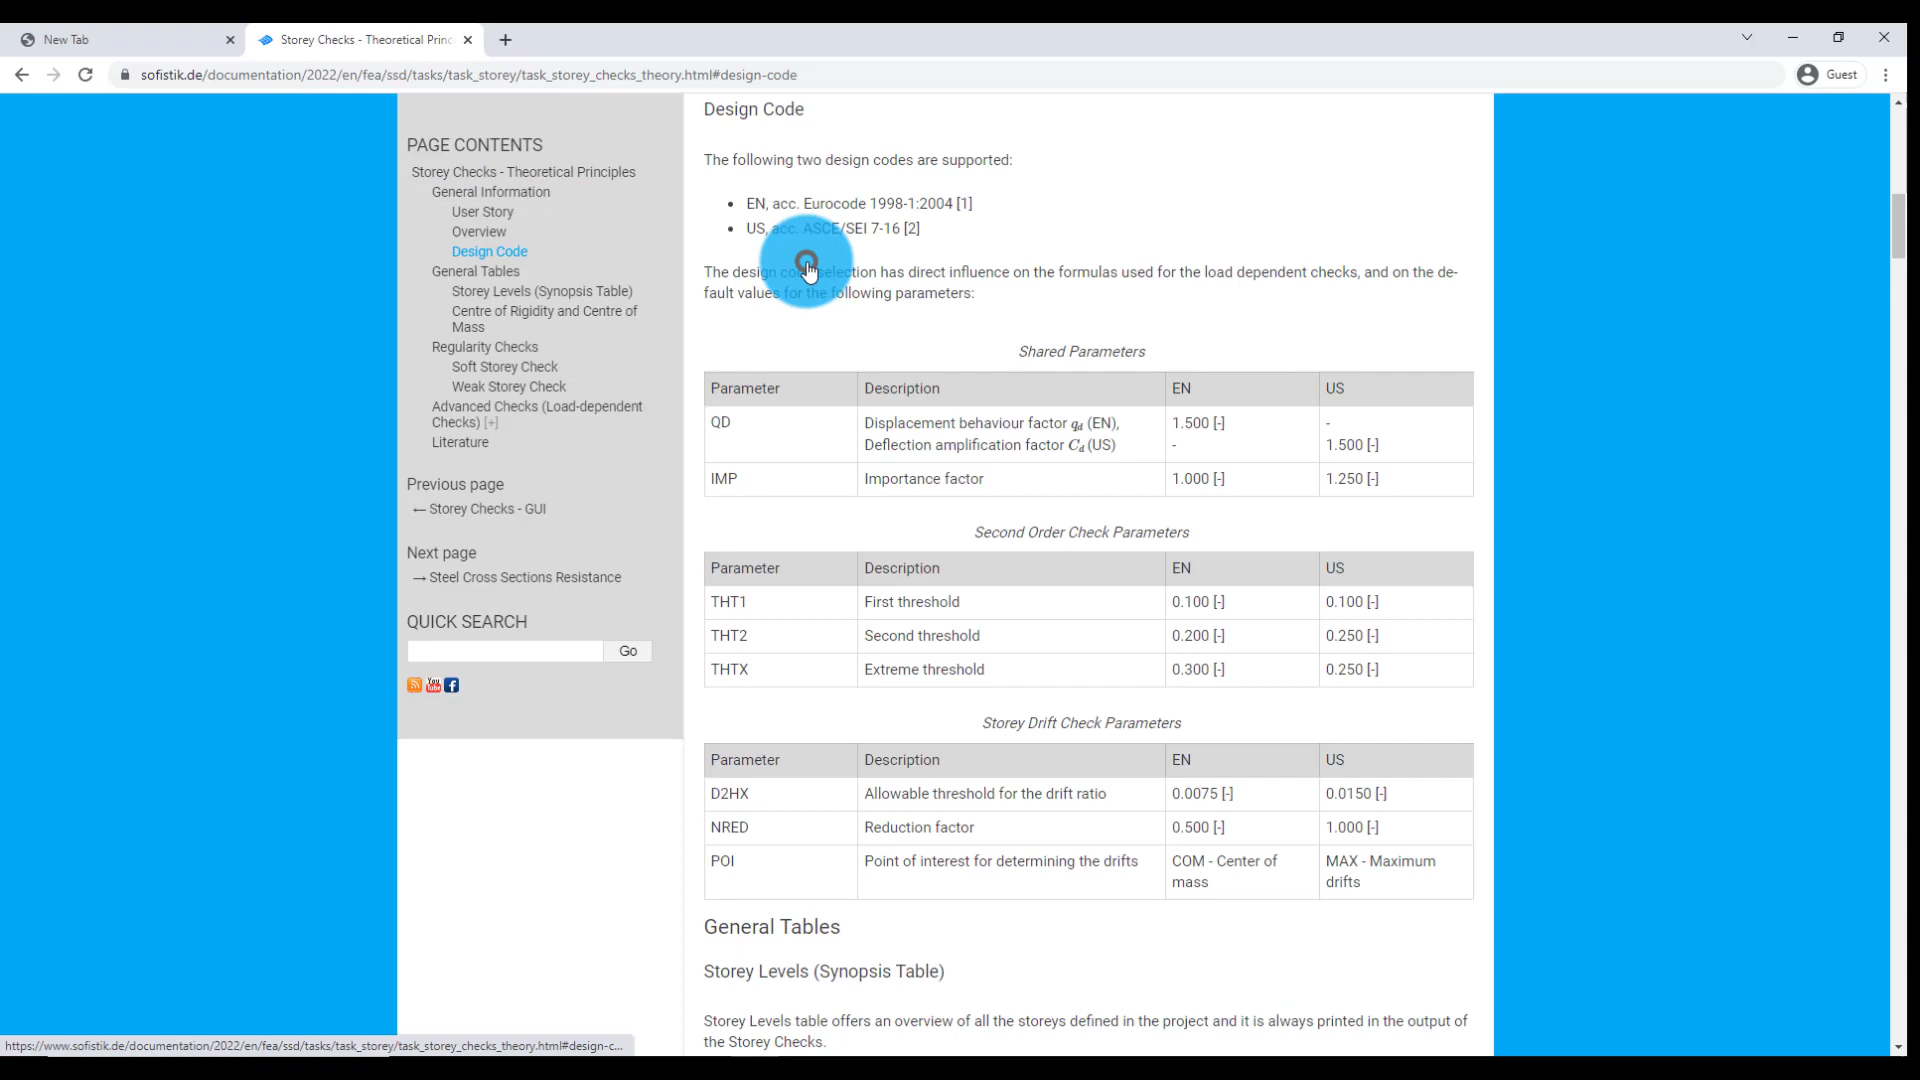 New Tab
Storey Checks - Theoretical Princ
sofistik.de/documentation/2022/en/fea/ssd/tasks/task_storey/task_storey_checks_theory.html#design-code
Guest
PAGE CONTENTS
Storey Checks - Theoretical Principles
General Information
User Story
Overview
Design Code
General Tables
Storey Levels (Synopsis Table)
Centre of Rigidity and Centre of
Mass
Regularity Checks
Soft Storey Check
Weak Storey Check
Advanced Checks (Load-dependent
Checks) [+]
Literature
Previous page
← Storey Checks - GUI
Next page
→ Steel Cross Sections Resistance
QUICK SEARCH
Go
You
Tube
f
Design Code
The following two design codes are supported:
• EN, acc. Eurocode 1998-1:2004 [1]
• US, acc. ASCE/SEI 7-16 [2]
The design code selection has direct influence on the formulas used for the load dependent checks, and on the de-
fault values for the following parameters:
Shared Parameters
Parameter Description EN US
QD Displacement behaviour factor qd (EN), 1.500 [-] -
Deflection amplification factor Cd (US) - 1.500 [-]
IMP Importance factor 1.000 [-] 1.250 [-]
Second Order Check Parameters
Parameter Description EN US
THT1 First threshold 0.100 [-] 0.100 [-]
THT2 Second threshold 0.200 [-] 0.250 [-]
THTX Extreme threshold 0.300 [-] 0.250 [-]
Storey Drift Check Parameters
Parameter Description EN US
D2HX Allowable threshold for the drift ratio 0.0075 [-] 0.0150 [-]
NRED Reduction factor 0.500 [-] 1.000 [-]
POI Point of interest for determining the drifts COM - Center of MAX - Maximum
mass drifts
General Tables
Storey Levels (Synopsis Table)
Storey Levels table offers an overview of all the storeys defined in the project and it is always printed in the output of
the Storey Checks.
https://www.sofistik.de/documentation/2022/en/fea/ssd/tasks/task_storey/task_storey_checks_theory.html#design-c...